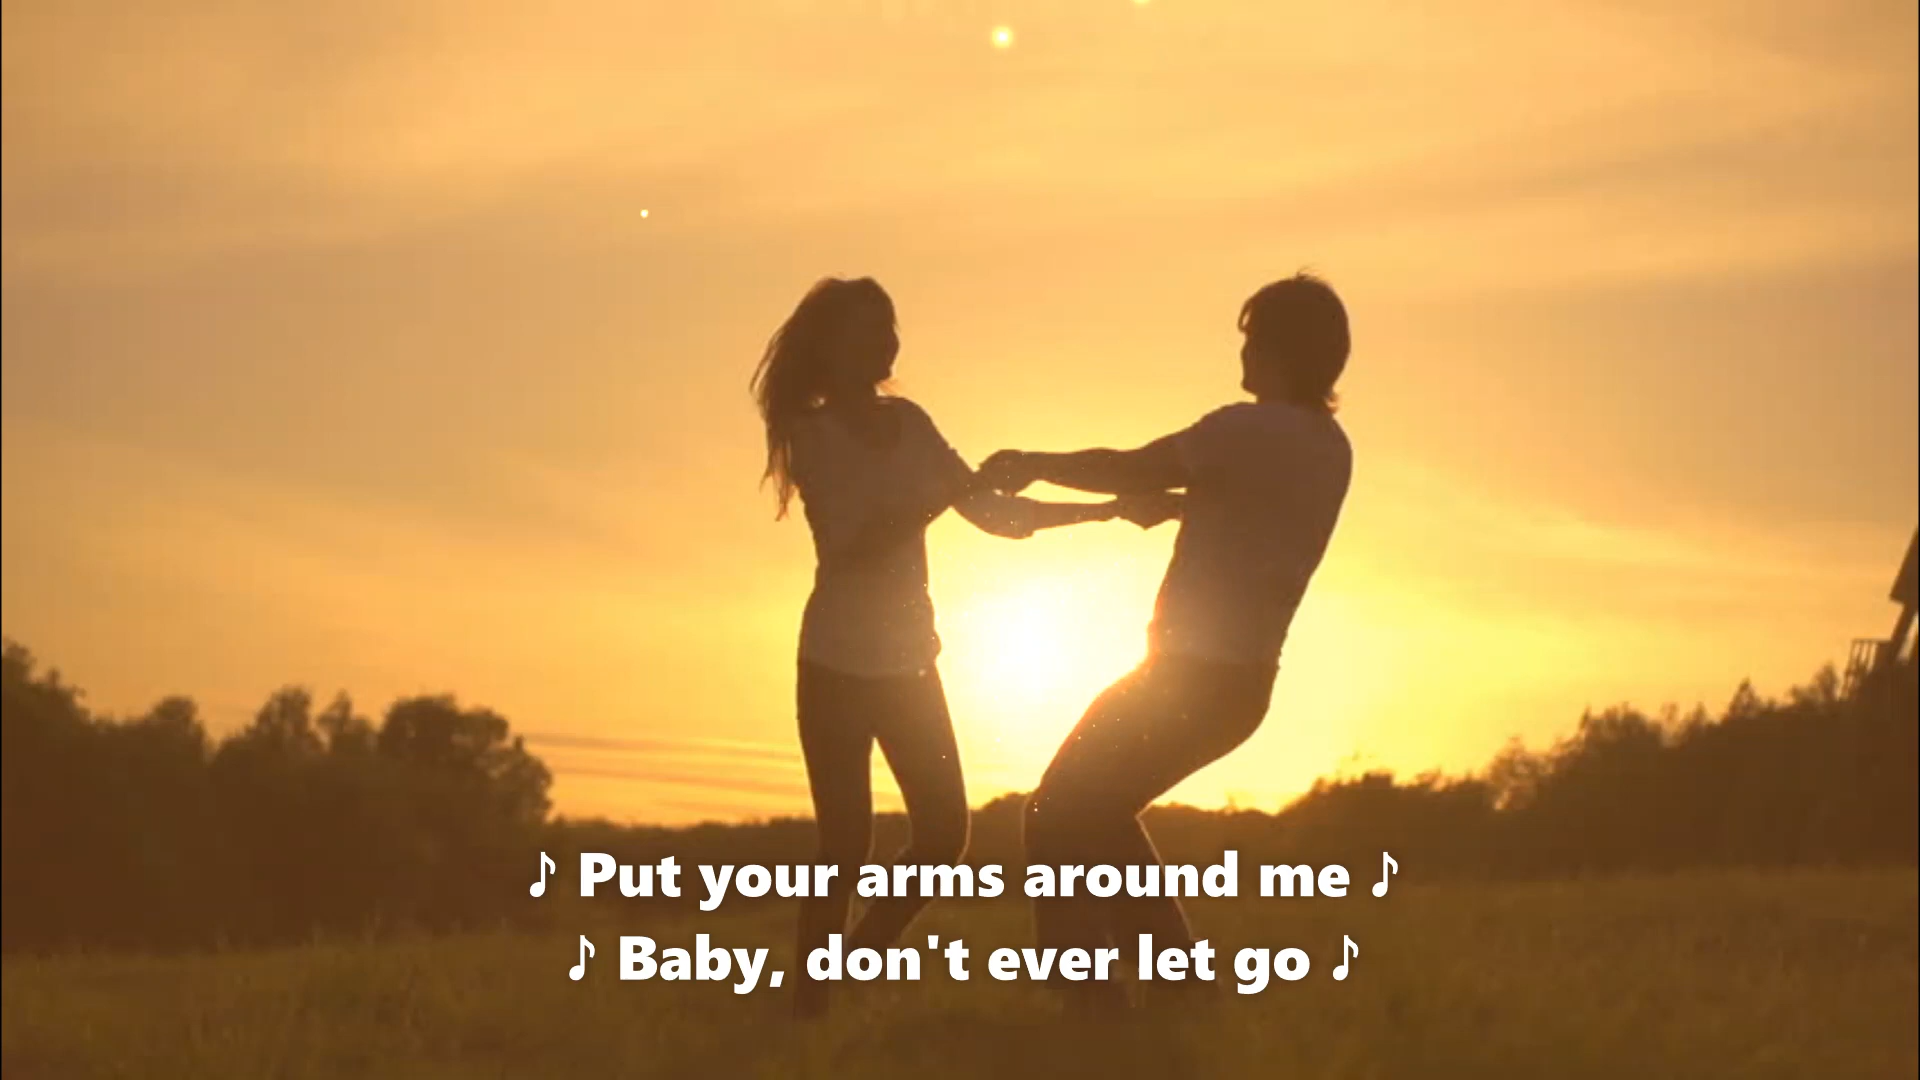 ♪ Put your arms around me ♪
♪ Baby, don't ever let go ♪